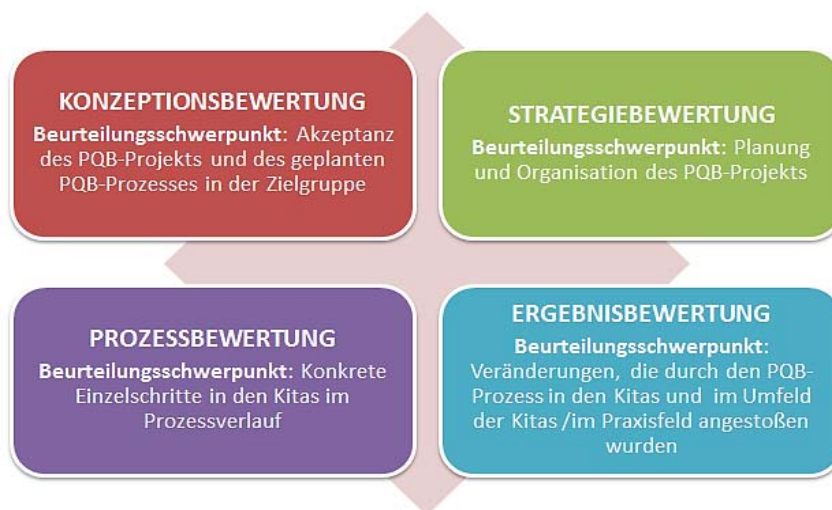 KONZEPTIONSBEWERTUNG
Beurteilungsschwerpunkt: Akzeptanz
des PQB-Projekts und des geplanten
PQB-Prozesses in der Zielgruppe
STRATEGIEBEWERTUNG
Beurteilungsschwerpunkt: Planung
und Organisation des PQB-Projekts
PROZESSBEWERTUNG
Beurteilungsschwerpunkt: Konkrete
Einzelschritte in den Kitas im
Prozessverlauf
ERGEBNISBEWERTUNG
Beurteilungsschwerpunkt:
Veränderungen, die durch den PQB-
Prozess in den Kitas und im Umfeld
der Kitas /im Praxisfeld angestoßen
wurden